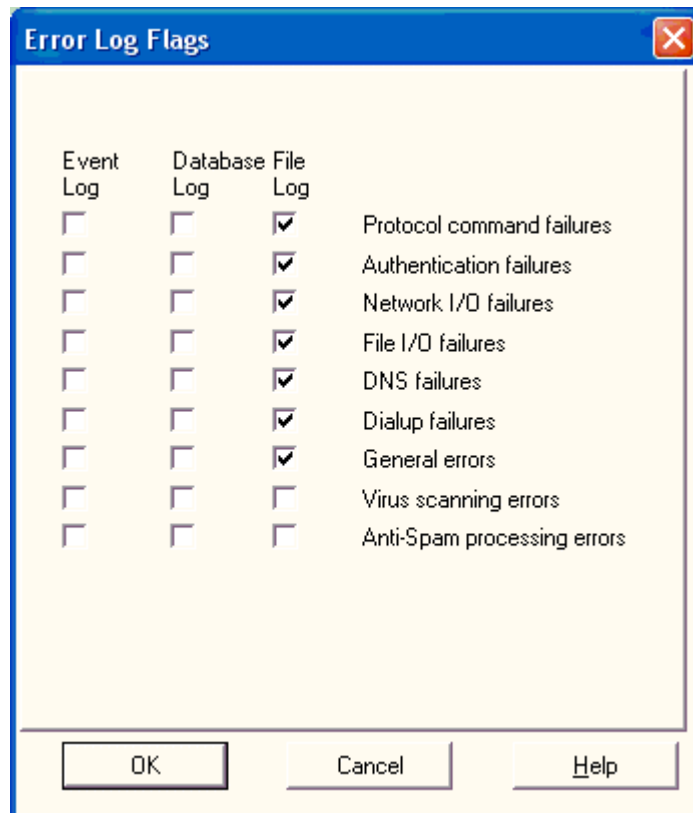 Error Log Flags
Event Database File
Log Log Log
Protocol command failures
Authentication failures
Network I/O failures
File I/O failures
DNS failures
Dialup failures
General errors
Virus scanning errors
Anti-Spam processing errors
OK Cancel Help